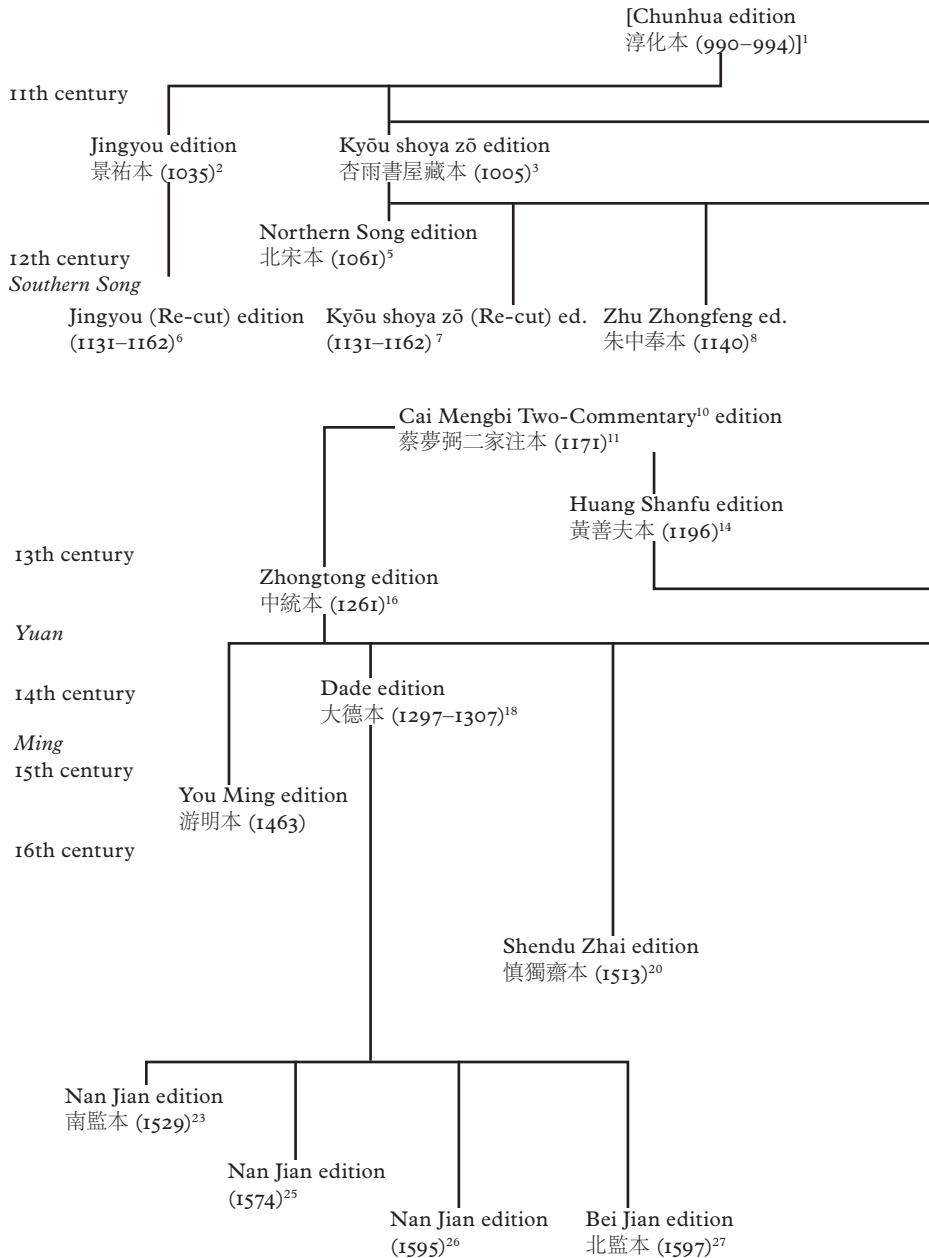 [Chunhua edition
淳化本 (990–994)]¹
11th century
Jingyou edition
景祐本 (1035)²
Kyōu shoya zō edition
杏雨書屋藏本 (1005)³
Northern Song edition
北宋本 (1061)⁵
12th century
Southern Song
Jingyou (Re-cut) edition
(1131–1162)⁶
Kyōu shoya zō (Re-cut) ed.
(1131–1162) ⁷
Zhu Zhongfeng ed.
朱中奉本 (1140)⁸
Cai Mengbi Two-Commentary¹⁰ edition
蔡夢弼二家注本 (1171)¹¹
Huang Shanfu edition
黃善夫本 (1196)¹⁴
13th century
Zhongtong edition
中統本 (1261)¹⁶
Yuan
14th century
Dade edition
大德本 (1297–1307)¹⁸
Ming
15th century
You Ming edition
游明本 (1463)
16th century
Shendu Zhai edition
慎獨齋本 (1513)²⁰
Nan Jian edition
南監本 (1529)²³
Nan Jian edition
(1574)²⁵
Nan Jian edition
(1595)²⁶
Bei Jian edition
北監本 (1597)²⁷